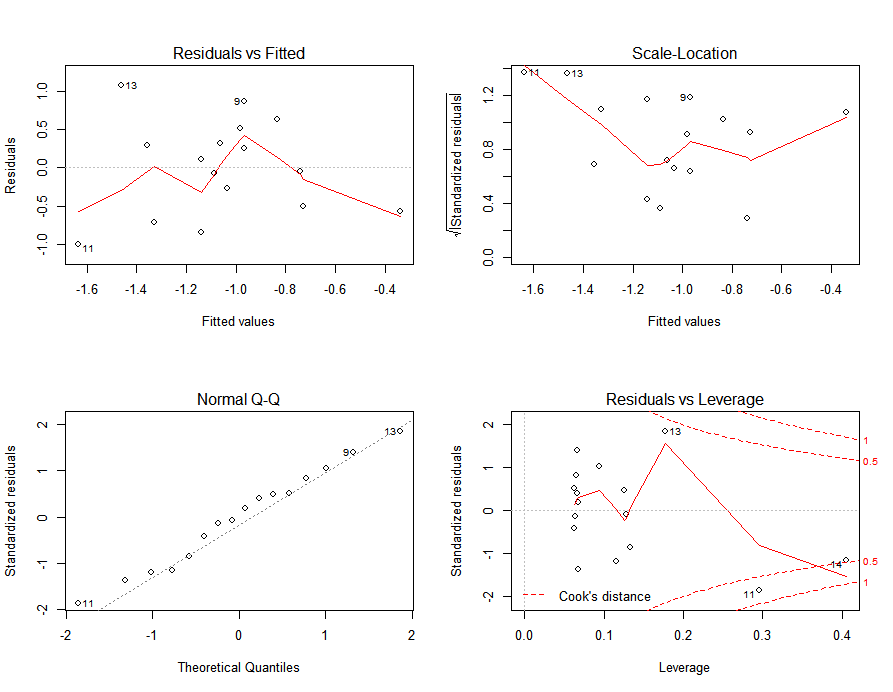 Residuals vs Fitted
Residuals
1.0
0.5
0.0
-0.5
-1.0
13
9
11
-1.6 -1.4 -1.2 -1.0 -0.8 -0.6 -0.4
Fitted values
Scale-Location
√|Standardized residuals|
1.2
0.8
0.4
0.0
11
13
9
-1.6 -1.4 -1.2 -1.0 -0.8 -0.6 -0.4
Fitted values
Normal Q-Q
Standardized residuals
2
1
0
-1
-2
13
9
11
-2 -1 0 1 2
Theoretical Quantiles
Residuals vs Leverage
Standardized residuals
2
1
0
-1
-2
13
1
0.5
14
0.5
1
11
Cook's distance
0.0 0.1 0.2 0.3 0.4
Leverage